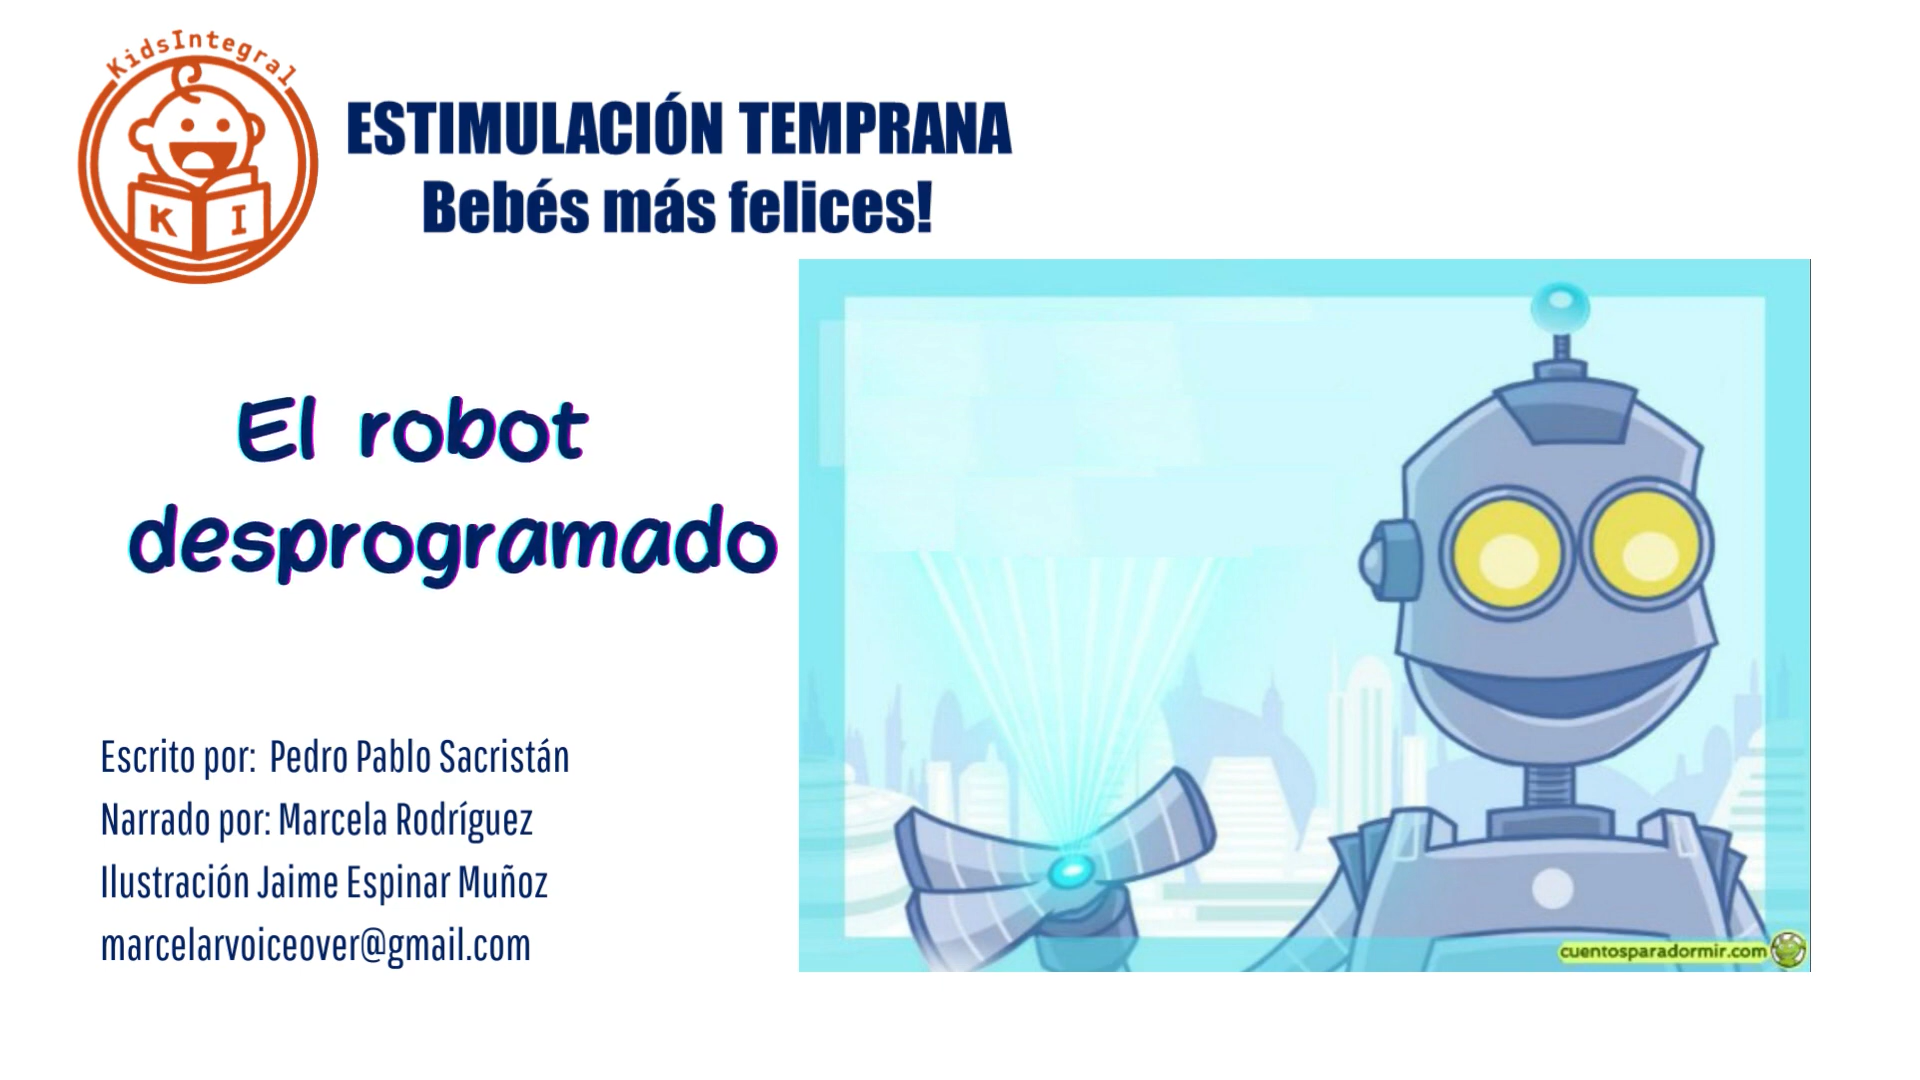 KidsIntegral
K I
ESTIMULACIÓN TEMPRANA
Bebés más felices!
El robot
desprogramado
Escrito por: Pedro Pablo Sacristán
Narrado por: Marcela Rodríguez
Ilustración Jaime Espinar Muñoz
marcelarvoiceover@gmail.com
cuentosparadormir.com